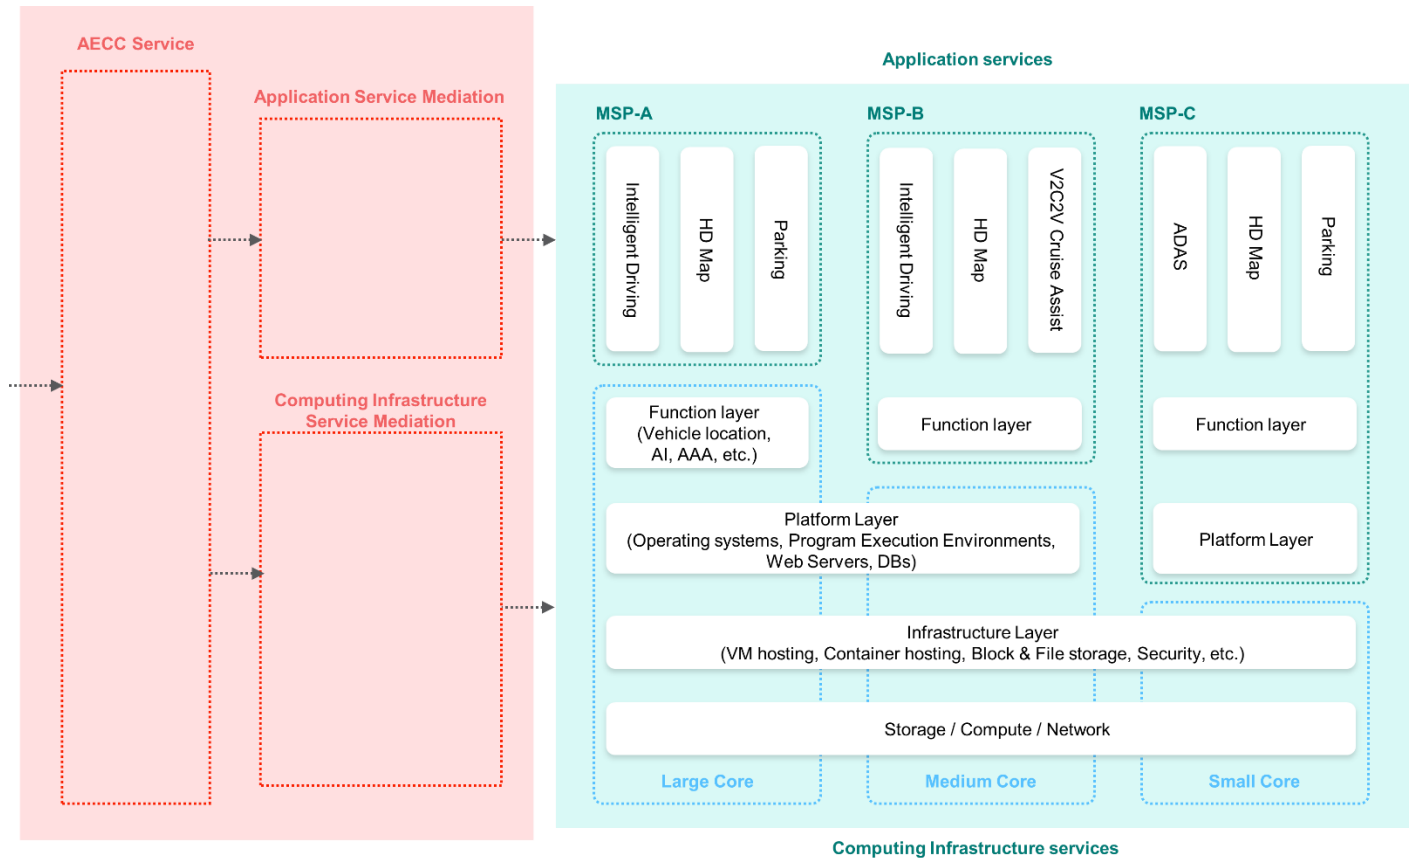 AECC Service
Application Service Mediation
Computing Infrastructure
Service Mediation
Application services
MSP-A
Intelligent Driving
HD Map
Parking
MSP-B
Intelligent Driving
HD Map
V2C2V Cruise Assist
MSP-C
ADAS
HD Map
Parking
Function layer
(Vehicle location,
AI, AAA, etc.)
Function layer
Function layer
Platform Layer
(Operating systems, Program Execution Environments,
Web Servers, DBs)
Platform Layer
Infrastructure Layer
(VM hosting, Container hosting, Block & File storage, Security, etc.)
Storage / Compute / Network
Large Core
Medium Core
Small Core
Computing Infrastructure services